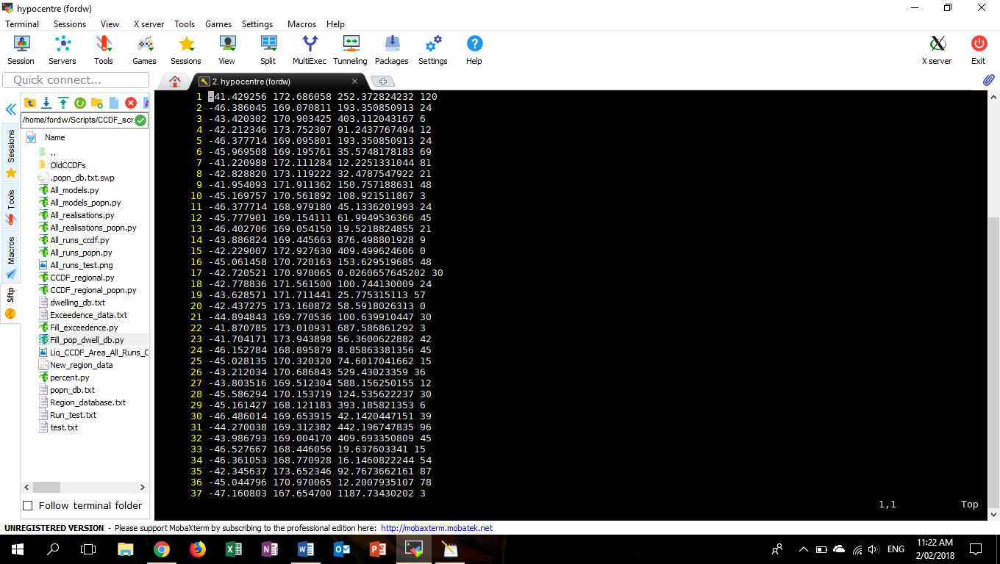 hypocentre (fordw)
Terminal Sessions View X server Tools Games Settings Macros Help
Session Servers Tools Games Sessions View Split MultiExec Tunneling Packages Settings Help X server Exit
Quick connect...
2. hypocentre (fordw)
/home/fordw/Scripts/CCDF_scr
Name
..
OldCCDFs
.popn_db.txt.swp
All_models.py
All_models_popn.py
All_realisations.py
All_realisations_popn.py
All_runs_ccdf.py
All_runs_popn.py
All_runs_test.png
CCDF_regional.py
CCDF_regional_popn.py
dwelling_db.txt
Exceedence_data.txt
Fill_exceedence.py
Fill_pop_dwell_db.py
Liq_CCDF_Area_All_Runs_C
New_region_data
percent.py
popn_db.txt
Region_database.txt
Run_test.txt
test.txt
Sessions
Tools
Macros
Sftp
Follow terminal folder
1 -41.429256 172.686058 252.372824232 120
2 -46.386045 169.070811 193.350850913 24
3 -43.420302 170.903425 403.112043167 6
4 -42.212346 173.752307 91.2437767494 12
5 -46.377714 169.095801 193.350850913 24
6 -45.969508 169.195761 35.5748178183 69
7 -41.220988 172.111284 12.2251331044 81
8 -42.828820 173.119222 32.4787547922 21
9 -41.954093 171.911362 150.757188631 48
10 -45.169757 170.561892 108.921511867 3
11 -46.377714 168.979180 45.1336201993 24
12 -45.777901 169.154111 61.9949536366 45
13 -46.402706 169.054150 19.5218824855 21
14 -43.886824 169.445663 876.498801928 9
15 -42.229007 172.927630 409.499624606 0
16 -45.061458 170.720163 153.629519685 48
17 -42.720521 170.970065 0.0260657645202 30
18 -42.778836 171.561500 100.744130009 24
19 -43.628571 171.711441 25.775315113 57
20 -42.437275 173.160872 58.5918026313 0
21 -44.894843 169.770536 100.639910447 30
22 -41.870785 173.010931 687.586861292 3
23 -41.704171 173.943898 56.3600622882 42
24 -46.152784 168.895879 8.85863381356 45
25 -45.028135 170.320320 74.6017041662 15
26 -43.212034 170.686843 529.43023359 36
27 -43.803516 169.512304 588.156250155 12
28 -45.586294 170.153719 124.535622237 30
29 -45.161427 168.121183 393.185821353 6
30 -46.486014 169.653915 42.1420447151 39
31 -44.270038 169.312382 442.196747835 96
32 -43.986793 169.004170 409.693350809 45
33 -46.527667 168.446056 19.637603341 15
34 -46.361053 168.770928 16.1460822244 54
35 -42.345637 173.652346 92.7673662161 87
36 -45.044796 170.970065 12.2007935107 78
37 -47.160803 167.654700 1187.73430202 3
1,1 Top
UNREGISTERED VERSION - Please support MobaXterm by subscribing to the professional edition here: http://mobaxterm.mobatek.net
ENG
11:22 AM
2/02/2018